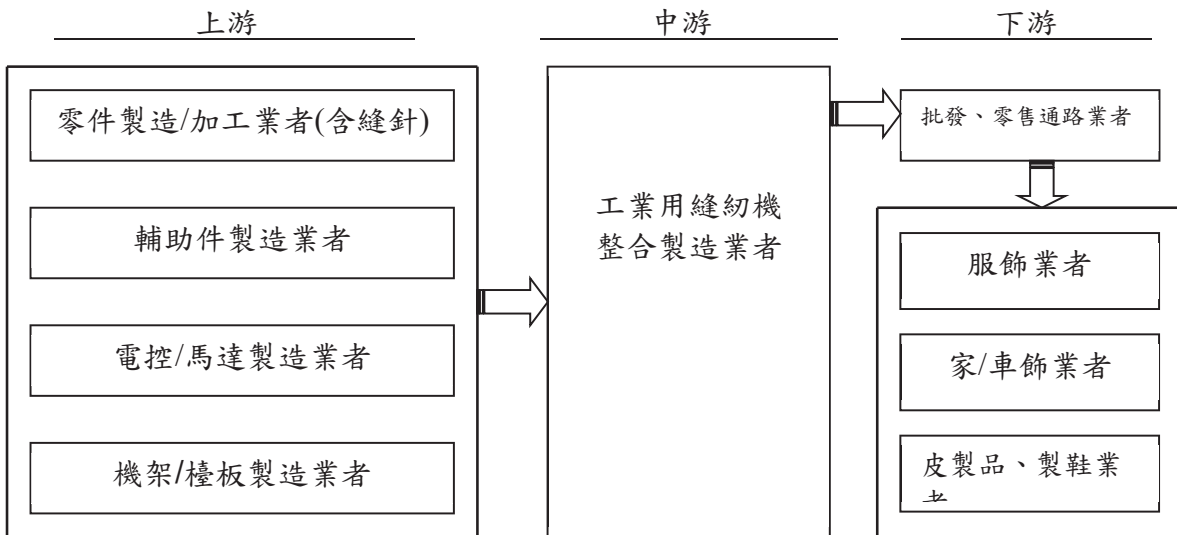 上游
中游
下游
零件製造/加工業者(含縫針)
輔助件製造業者
電控/馬達製造業者
機架/檯板製造業者
工業用縫紉機
整合製造業者
批發、零售通路業者
服飾業者
家/車飾業者
皮製品、製鞋業
者